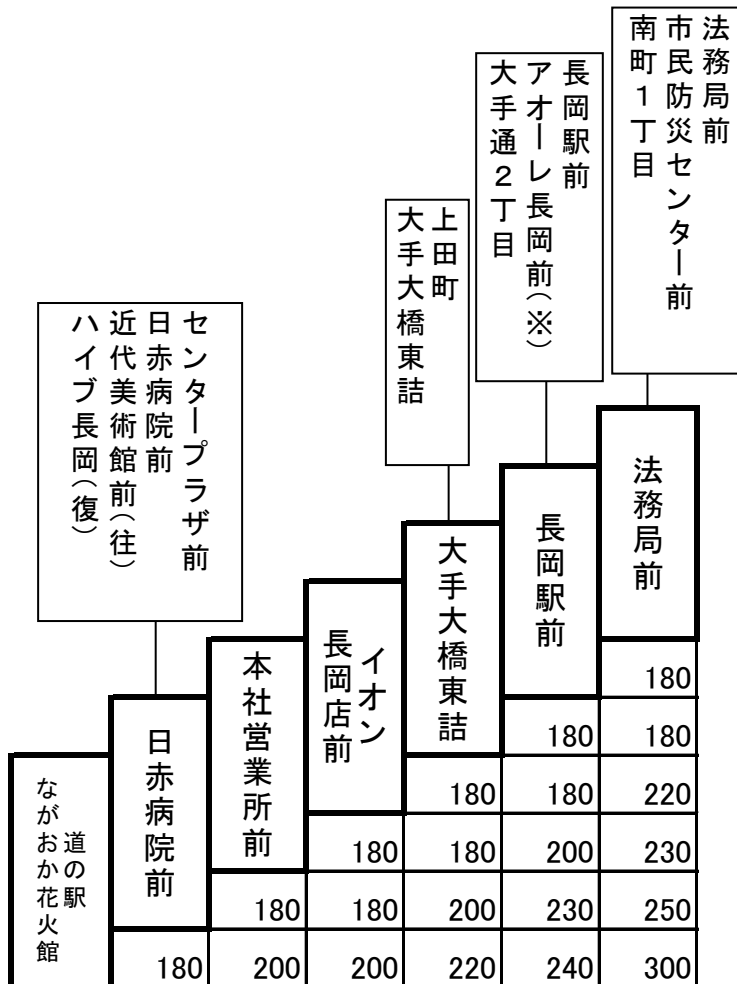 法務局前
市民防災センター前
南町1丁目
長岡駅前
アオーレ長岡前(※)
大手通2丁目
上田町
大手大橋東詰
センタープラザ前
日赤病院前
近代美術館前(往)
ハイブ長岡(復)
法務局前
長岡駅前
大手大橋東詰
イオン
長岡店前
本社営業所前
日赤病院前
道の駅
ながおか花火館
180
180 180
180 180 220
180 180 200 230
180 180 200 230 250
180 200 200 220 240 300